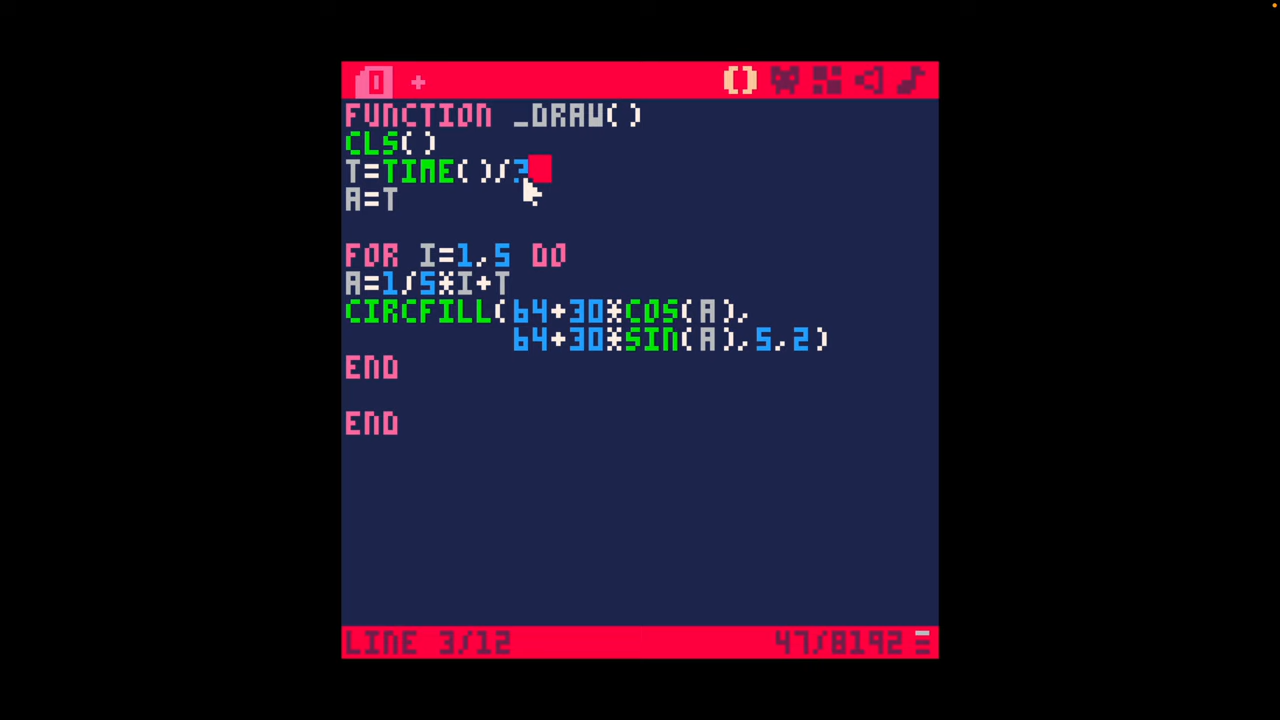 0 +
FUNCTION _DRAW()
CLS()
T=TIME()/
A=T
FOR I=1,5 DO
A=1/5*I+T
CIRCFILL(64+30*COS(A),
64+30*SIN(A),5,2)
END
END
LINE 3/12 47/8192